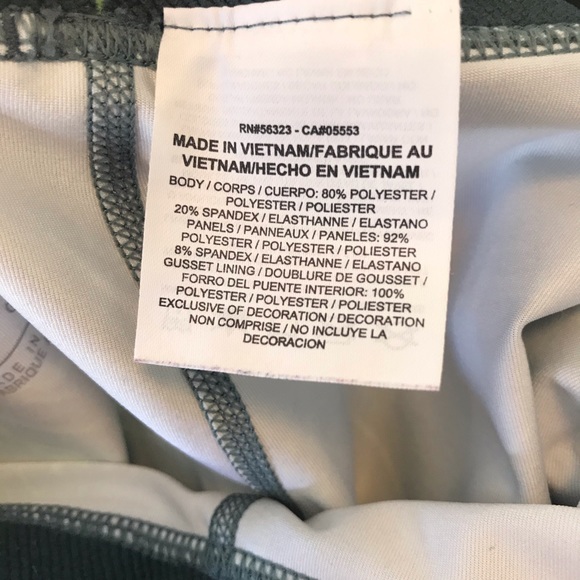 RN#56323 - CA#05553
MADE IN VIETNAM/FABRIQUE AU
VIETNAM/HECHO EN VIETNAM
BODY / CORPS / CUERPO: 80% POLYESTER /
POLYESTER / POLIESTER
20% SPANDEX / ELASTHANNE / ELASTANO
PANELS / PANNEAUX / PANELES: 92%
POLYESTER / POLYESTER / POLIESTER
8% SPANDEX / ELASTHANNE / ELASTANO
GUSSET LINING / DOUBLURE DE GOUSSET /
FORRO DEL PUENTE INTERIOR: 100%
POLYESTER / POLYESTER / POLIESTER
EXCLUSIVE OF DECORATION / DECORATION
NON COMPRISE / NO INCLUYE LA
DECORACION